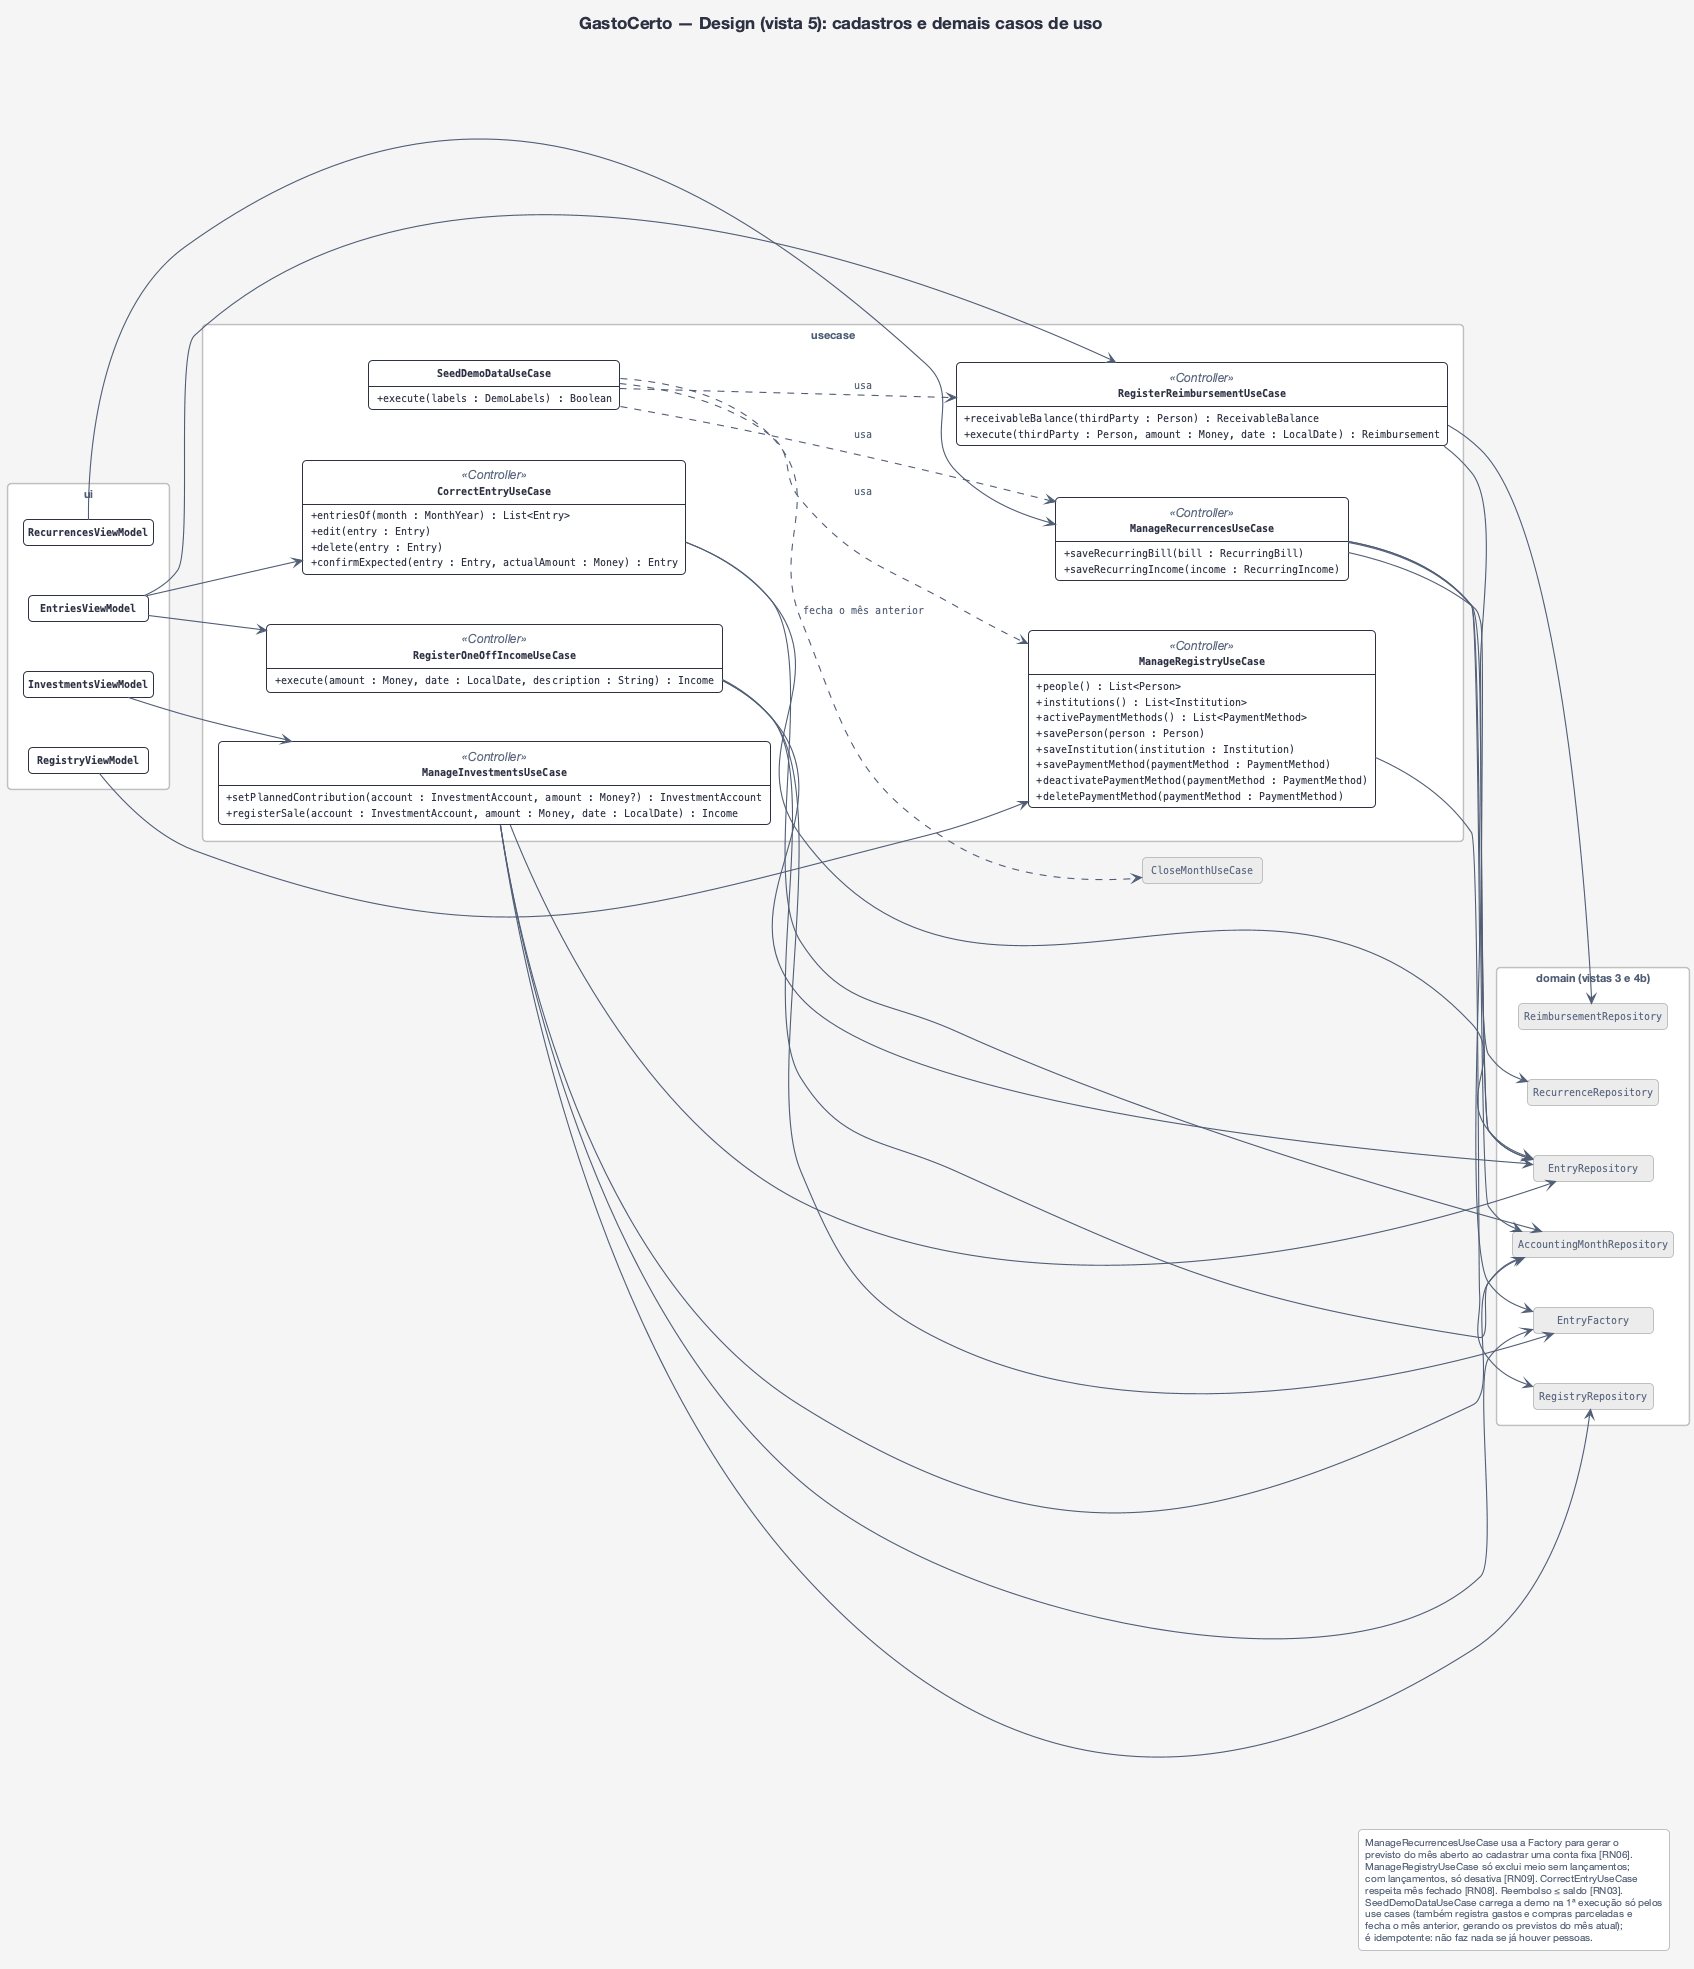 GastoCerto — Design (vista 5): cadastros e demais casos de uso
usecase
SeedDemoDataUseCase
+execute(labels : DemoLabels) : Boolean
usa
usa
usa
fecha o mês anterior
«Controller»
RegisterReimbursementUseCase
+receivableBalance(thirdParty : Person) : ReceivableBalance
+execute(thirdParty : Person, amount : Money, date : LocalDate) : Reimbursement
«Controller»
CorrectEntryUseCase
+entriesOf(month : MonthYear) : List<Entry>
+edit(entry : Entry)
+delete(entry : Entry)
+confirmExpected(entry : Entry, actualAmount : Money) : Entry
«Controller»
ManageRecurrencesUseCase
+saveRecurringBill(bill : RecurringBill)
+saveRecurringIncome(income : RecurringIncome)
ui
RecurrencesViewModel
EntriesViewModel
InvestmentsViewModel
RegistryViewModel
«Controller»
RegisterOneOffIncomeUseCase
+execute(amount : Money, date : LocalDate, description : String) : Income
«Controller»
ManageRegistryUseCase
+people() : List<Person>
+institutions() : List<Institution>
+activePaymentMethods() : List<PaymentMethod>
+savePerson(person : Person)
+saveInstitution(institution : Institution)
+savePaymentMethod(paymentMethod : PaymentMethod)
+deactivatePaymentMethod(paymentMethod : PaymentMethod)
+deletePaymentMethod(paymentMethod : PaymentMethod)
«Controller»
ManageInvestmentsUseCase
+setPlannedContribution(account : InvestmentAccount, amount : Money?) : InvestmentAccount
+registerSale(account : InvestmentAccount, amount : Money, date : LocalDate) : Income
CloseMonthUseCase
domain (vistas 3 e 4b)
ReimbursementRepository
RecurrenceRepository
EntryRepository
AccountingMonthRepository
EntryFactory
RegistryRepository
ManageRecurrencesUseCase usa a Factory para gerar o
previsto do mês aberto ao cadastrar uma conta fixa [RN06].
ManageRegistryUseCase só exclui meio sem lançamentos;
com lançamentos, só desativa [RN09]. CorrectEntryUseCase
respeita mês fechado [RN08]. Reembolso ≤ saldo [RN03].
SeedDemoDataUseCase carrega a demo na 1ª execução só pelos
use cases (também registra gastos e compras parceladas e
fecha o mês anterior, gerando os previstos do mês atual);
é idempotente: não faz nada se já houver pessoas.